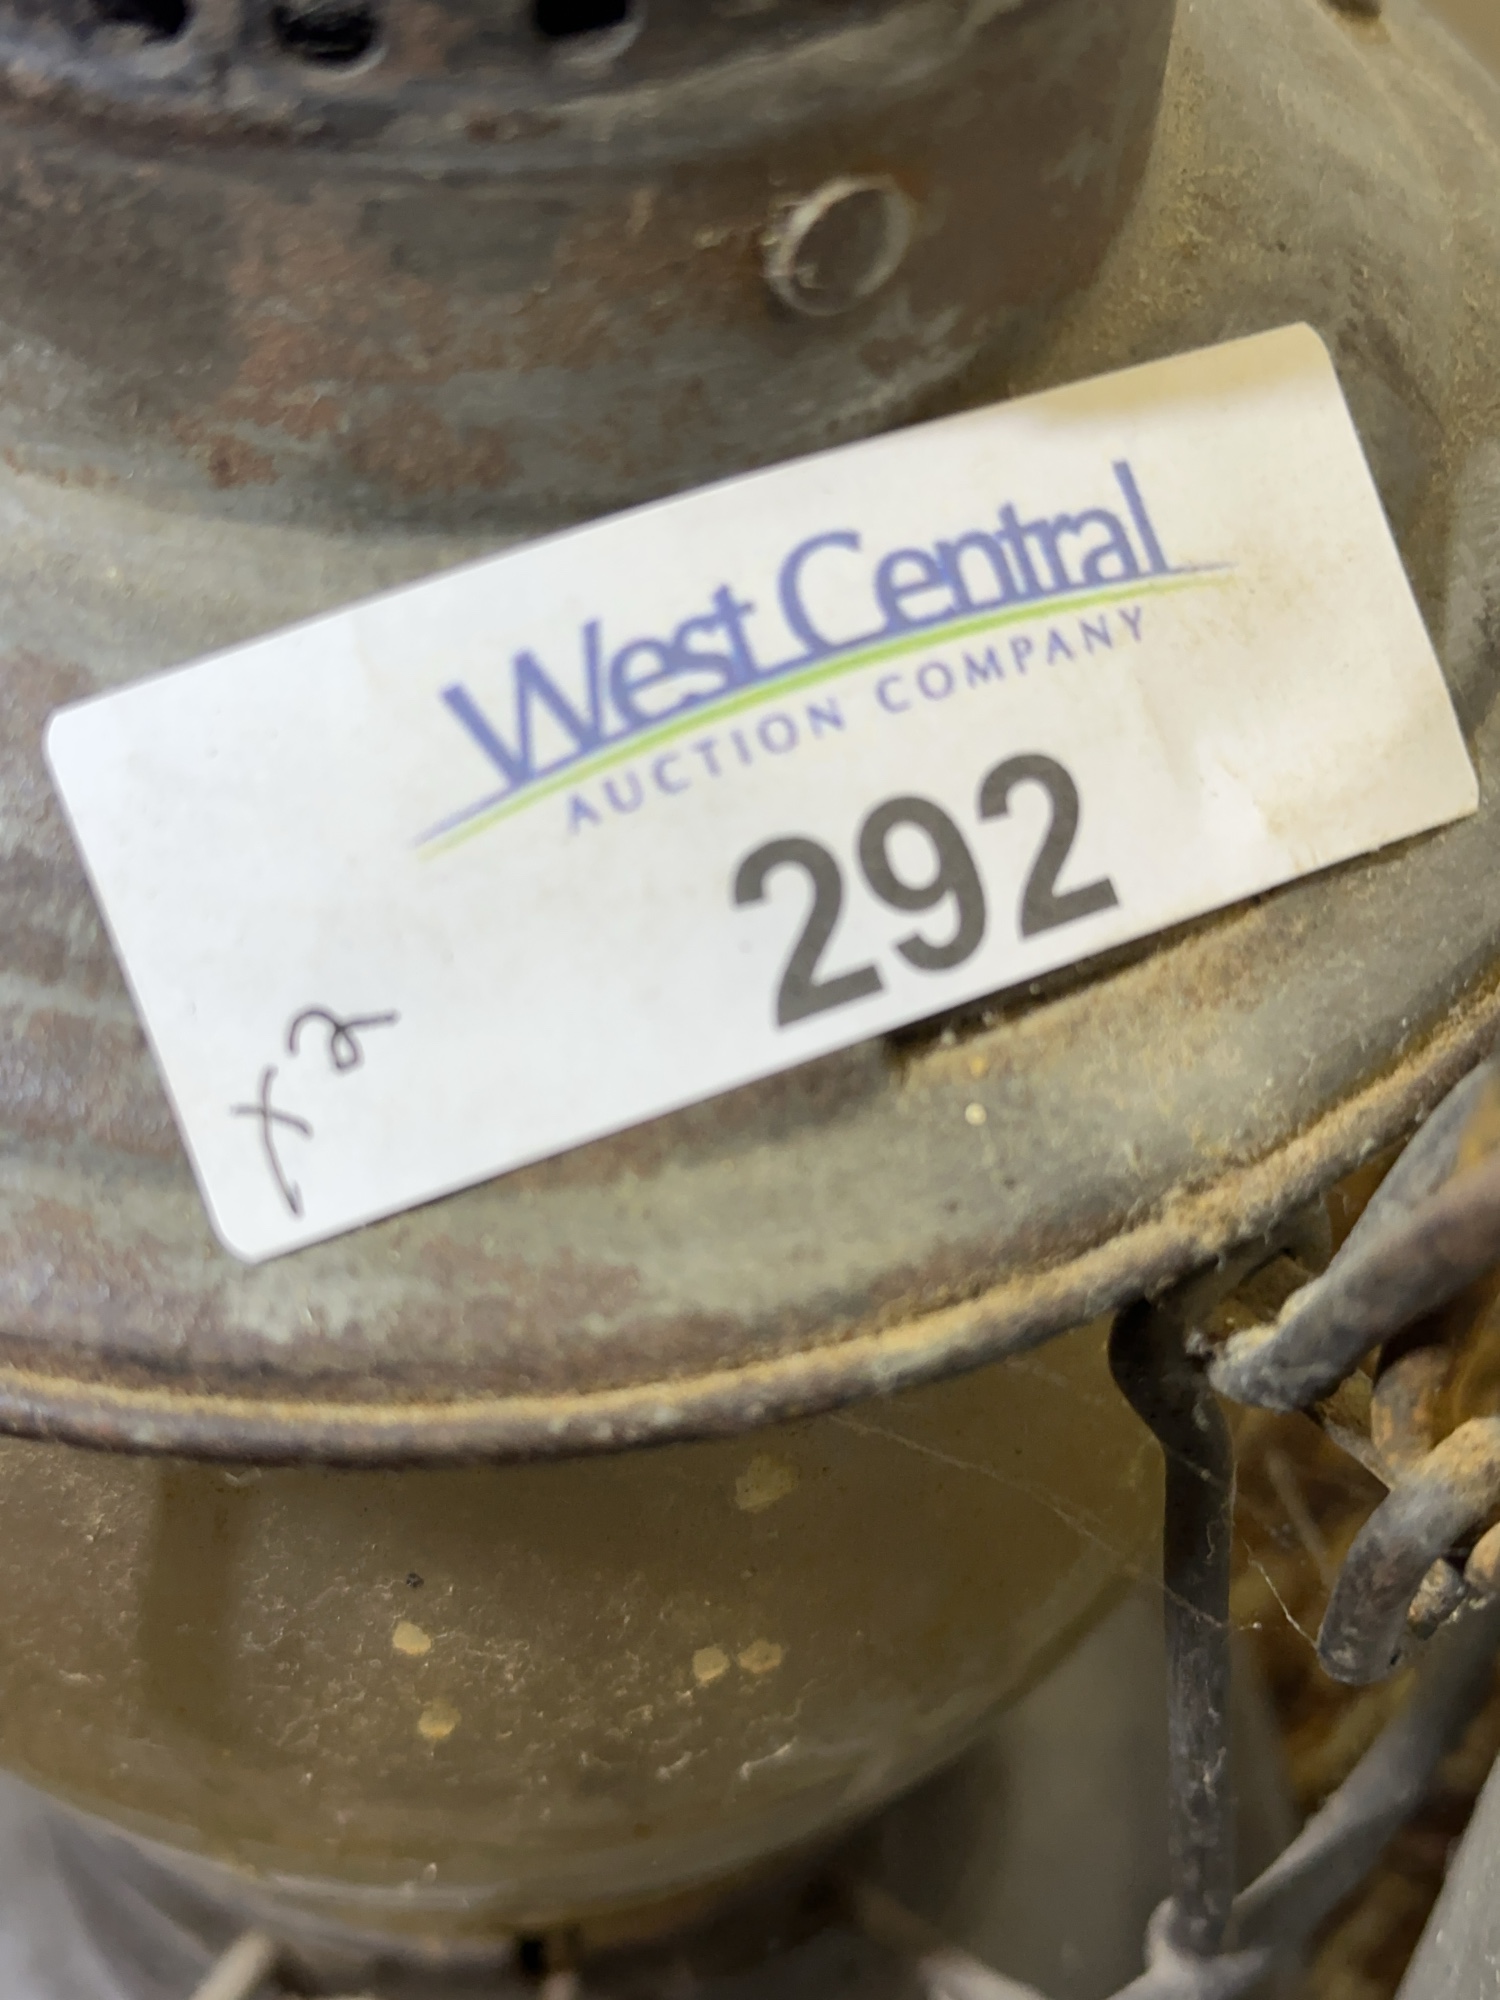 West Central
AUCTION COMPANY
292
x2